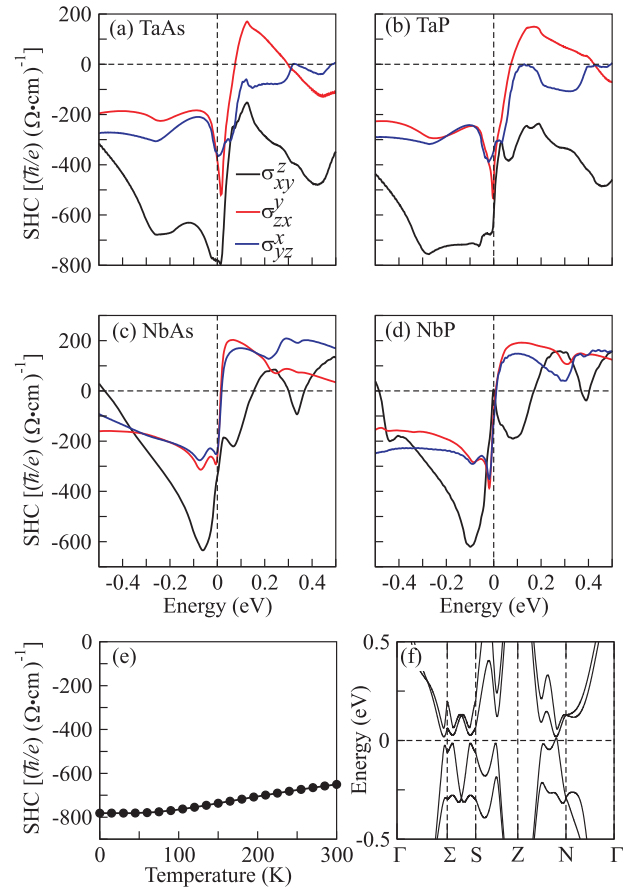 (a) TaAs
(b) TaP
SHC [(ħ/e) (Ω•cm)⁻¹]
0
-200
-400
-600
-800
σ^z_xy
σ^y_zx
σ^x_yz
(c) NbAs
(d) NbP
SHC [(ħ/e) (Ω•cm)⁻¹]
200
0
-200
-400
-600
-0.4 -0.2 0 0.2 0.4
-0.4 -0.2 0 0.2 0.4
Energy (eV)
Energy (eV)
(e)
SHC [(ħ/e) (Ω•cm)⁻¹]
0
-200
-400
-600
-800
0 100 200 300
Temperature (K)
(f)
Energy (eV)
0.5
0
-0.5
Γ Σ S Z N Γ